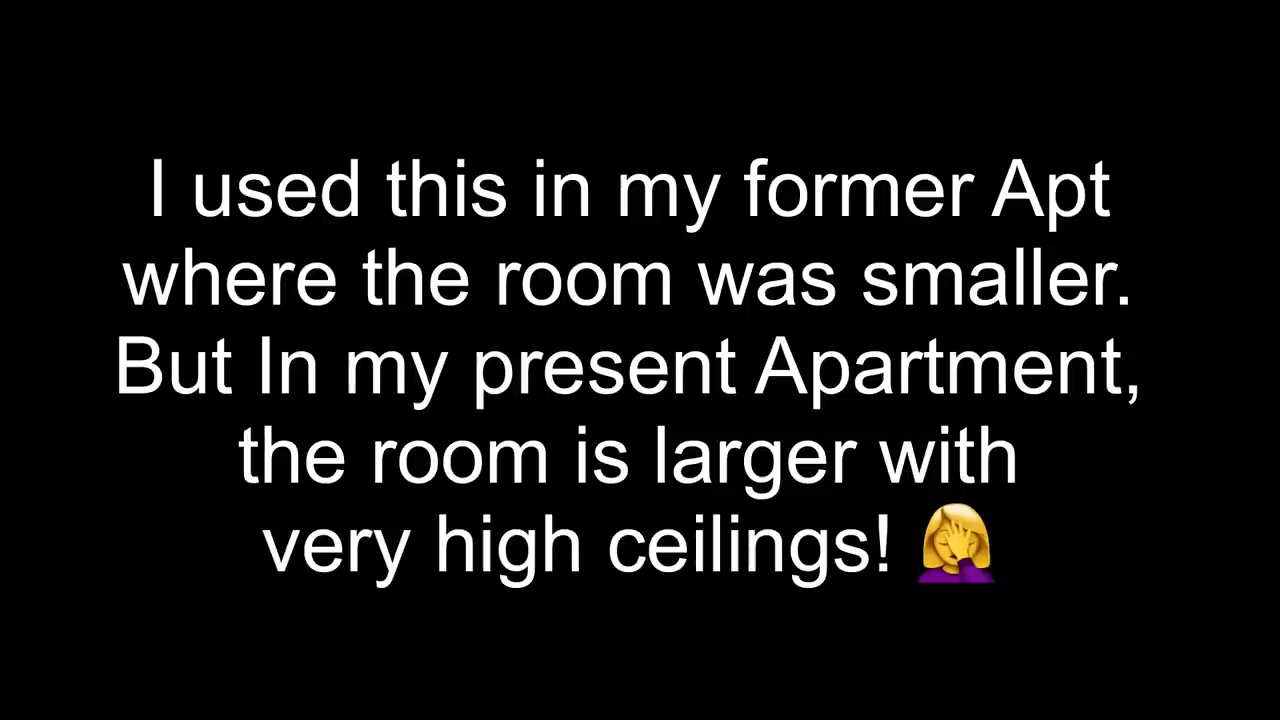 I used this in my former Apt
where the room was smaller.
But In my present Apartment,
the room is larger with
very high ceilings! 🤦‍♀️